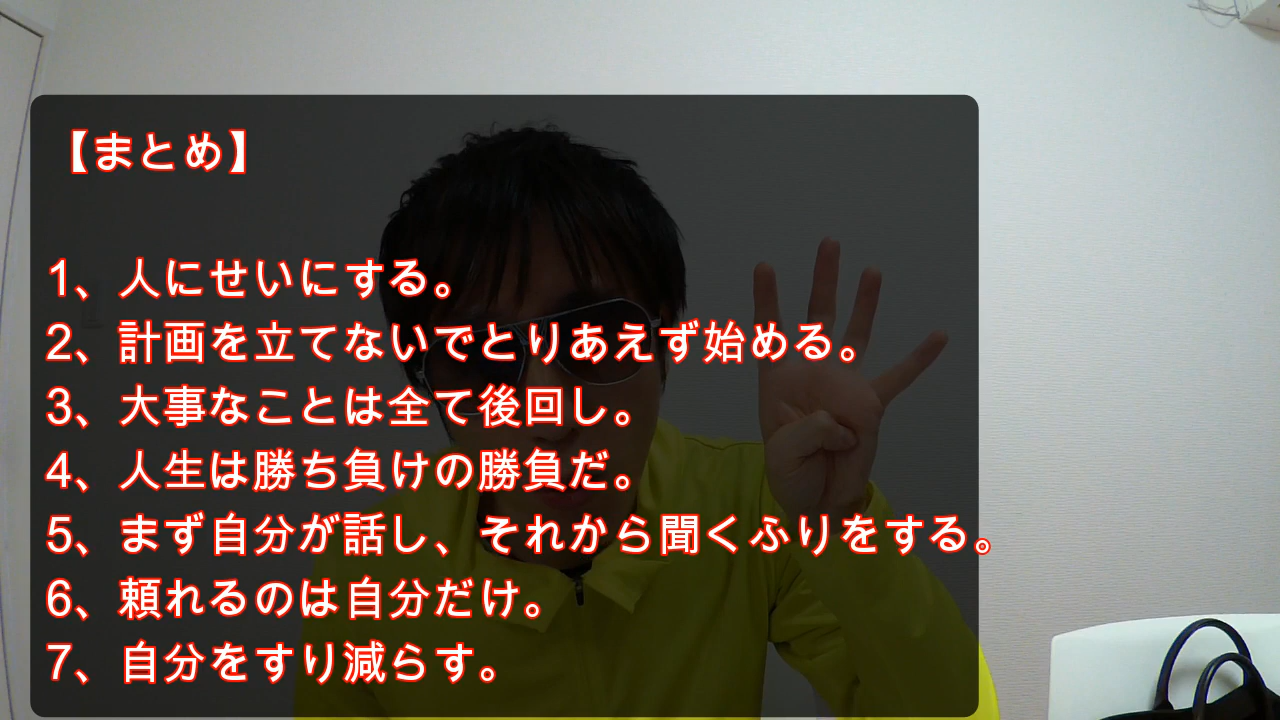 【まとめ】
1、人にせいにする。
2、計画を立てないでとりあえず始める。
3、大事なことは全て後回し。
4、人生は勝ち負けの勝負だ。
5、まず自分が話し、それから聞くふりをする。
6、頼れるのは自分だけ。
7、自分をすり減らす。